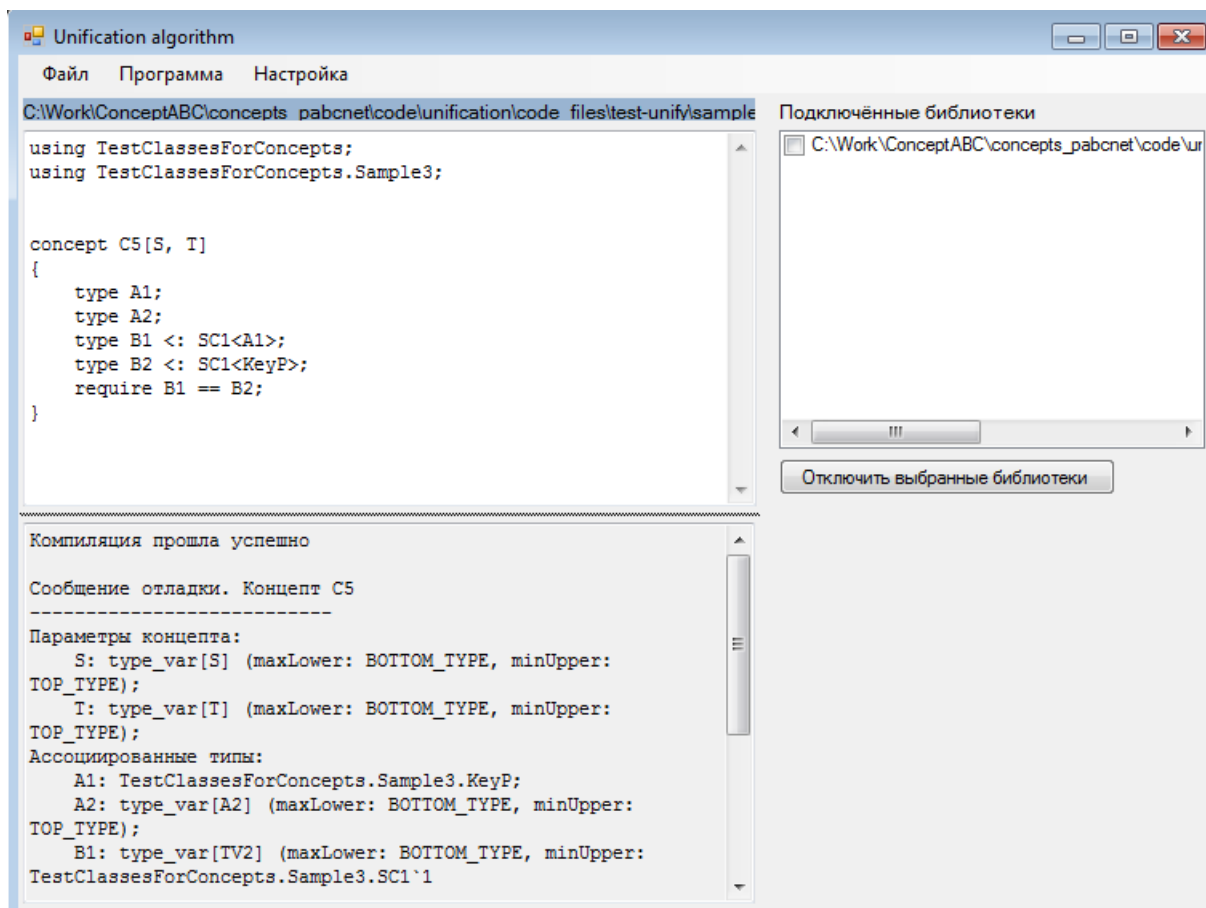 Unification algorithm
Файл Программа Настройка
C:\Work\ConceptABC\concepts_pabcnet\code\unification\code_files\test-unify\sample
Подключённые библиотеки
using TestClassesForConcepts;
using TestClassesForConcepts.Sample3;
concept C5[S, T]
{
type A1;
type A2;
type B1 <: SC1<A1>;
type B2 <: SC1<KeyP>;
require B1 == B2;
}
C:\Work\ConceptABC\concepts_pabcnet\code\ur
Отключить выбранные библиотеки
Компиляция прошла успешно
Сообщение отладки. Концепт C5
---------------------------
Параметры концепта:
S: type_var[S] (maxLower: BOTTOM_TYPE, minUpper:
TOP_TYPE);
T: type_var[T] (maxLower: BOTTOM_TYPE, minUpper:
TOP_TYPE);
Ассоциированные типы:
A1: TestClassesForConcepts.Sample3.KeyP;
A2: type_var[A2] (maxLower: BOTTOM_TYPE, minUpper:
TOP_TYPE);
B1: type_var[TV2] (maxLower: BOTTOM_TYPE, minUpper:
TestClassesForConcepts.Sample3.SC1`1